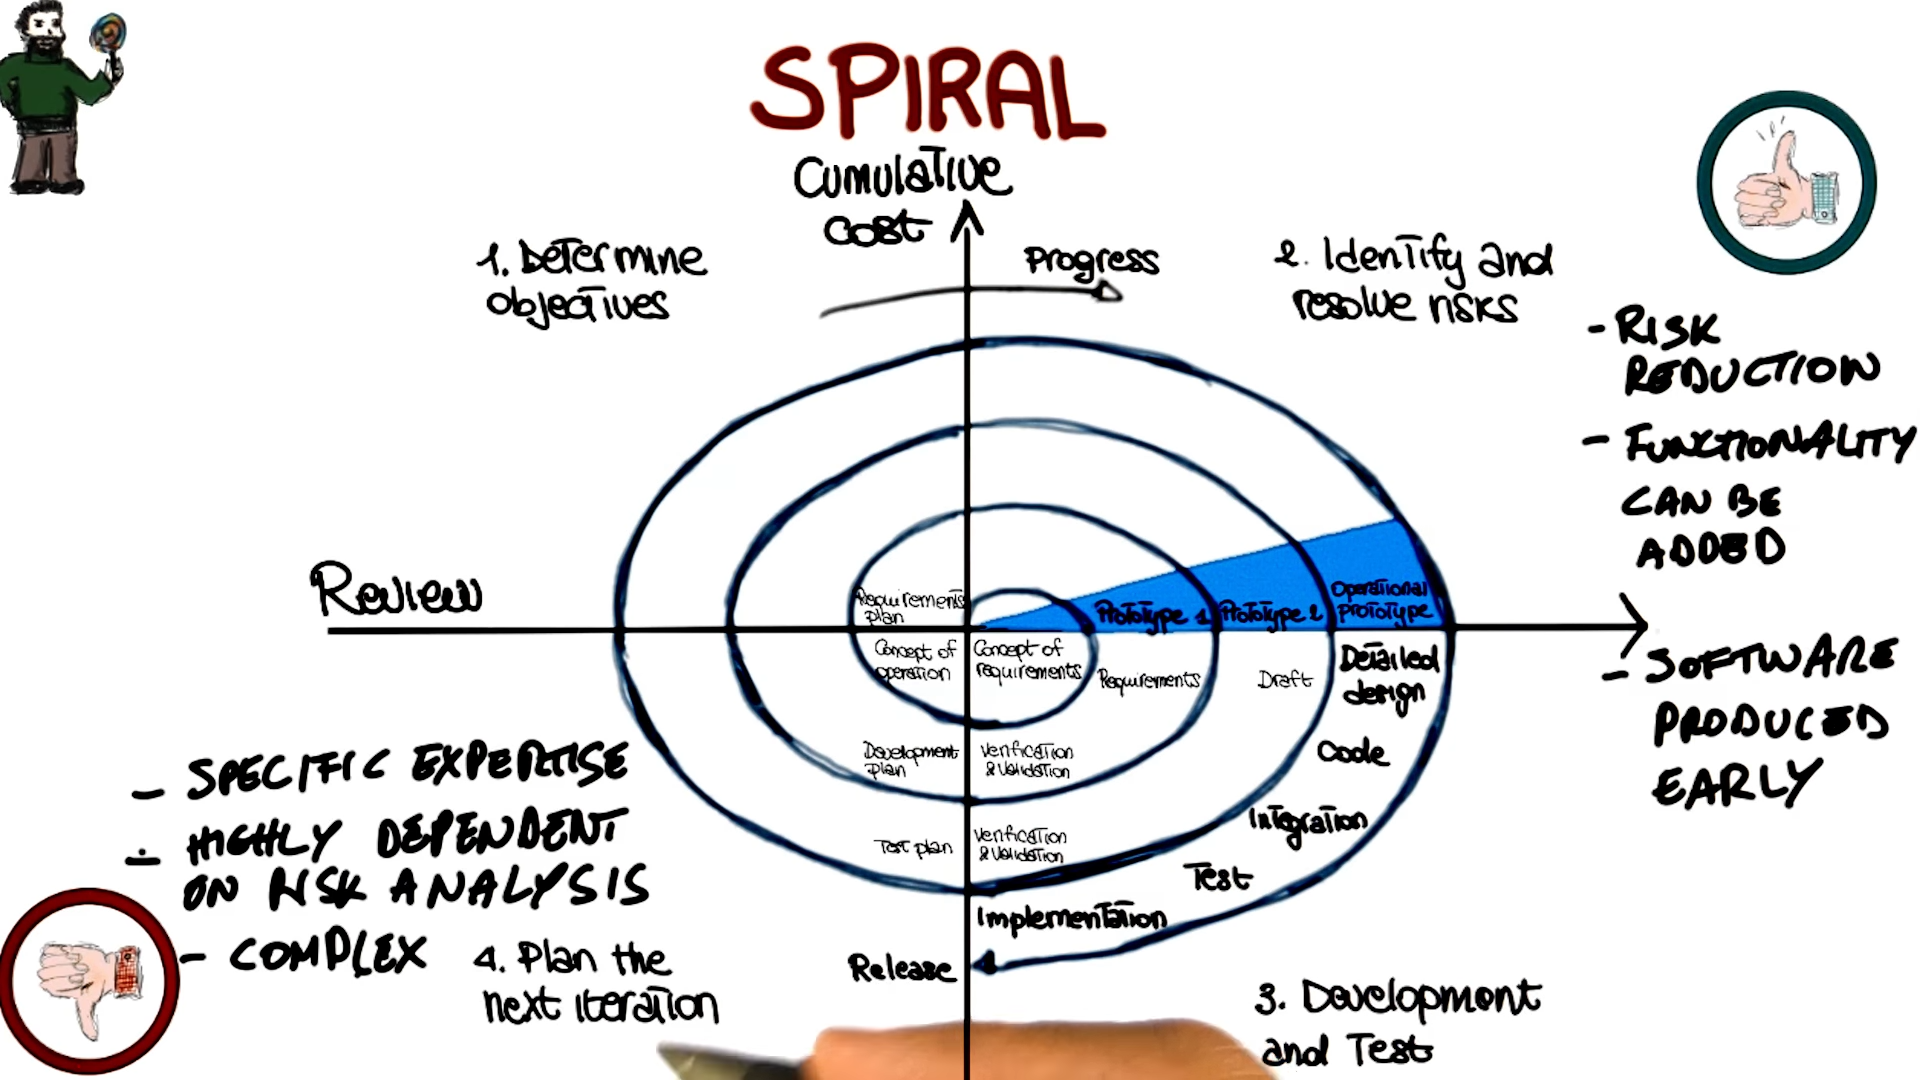 SPIRAL
Cumulative
cost
Progress
1. Determine
objectives
2. Identify and
resolve risks
- RISK
REDUCTION
- FUNCTIONALITY
CAN BE
ADDED
- SOFTWARE
PRODUCED
EARLY
Review
Requirements
plan
Prototype 1
Prototype 2
Operational
prototype
Concept of
operation
Concept of
requirements
Requirements
Draft
Detailed
design
Code
Development
plan
Verification
& Validation
Integration
Test plan
Verification
& Validation
Test
Implementation
Release
- SPECIFIC EXPERTISE
- HIGHLY DEPENDENT
ON RISK ANALYSIS
- COMPLEX
4. Plan the
next iteration
3. Development
and Test